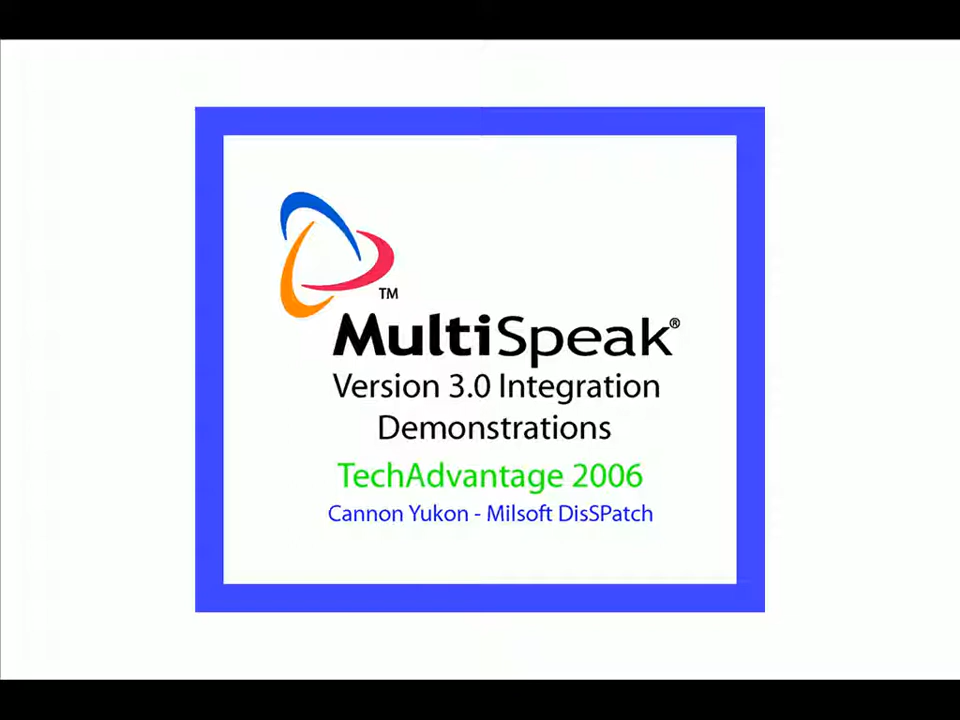 TM
MultiSpeak®
Version 3.0 Integration
Demonstrations
TechAdvantage 2006
Cannon Yukon - Milsoft DisSPatch